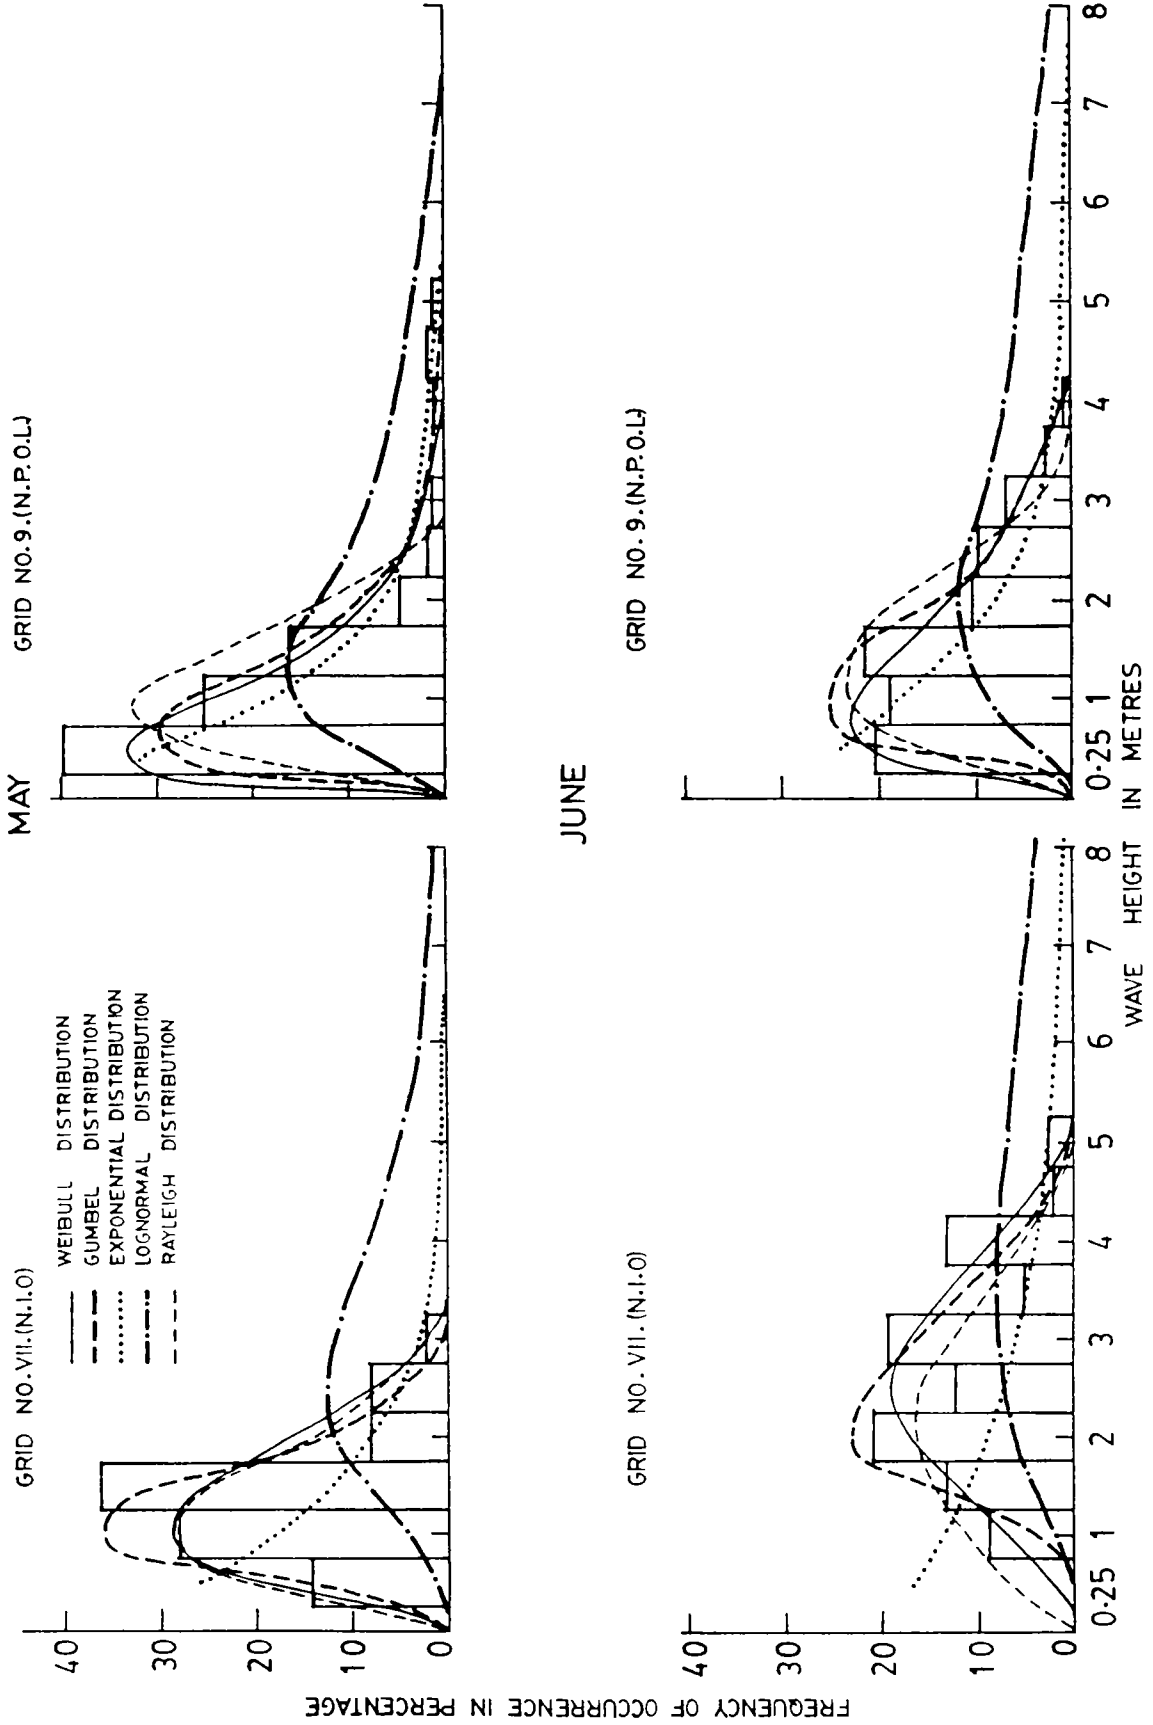 MAY
GRID NO. VII. (N.I.O)
GRID NO. 9. (N.P.O.L)
WEIBULL DISTRIBUTION
GUMBEL DISTRIBUTION
EXPONENTIAL DISTRIBUTION
LOGNORMAL DISTRIBUTION
RAYLEIGH DISTRIBUTION
40
30
20
10
0
JUNE
GRID NO. VII. (N.I.O)
GRID NO. 9. (N.P.O.L)
40
30
20
10
0
0·25 1 2 3 4 5 6 7 8
0·25 1 2 3 4 5 6 7 8
WAVE HEIGHT IN METRES
FREQUENCY OF OCCURRENCE IN PERCENTAGE